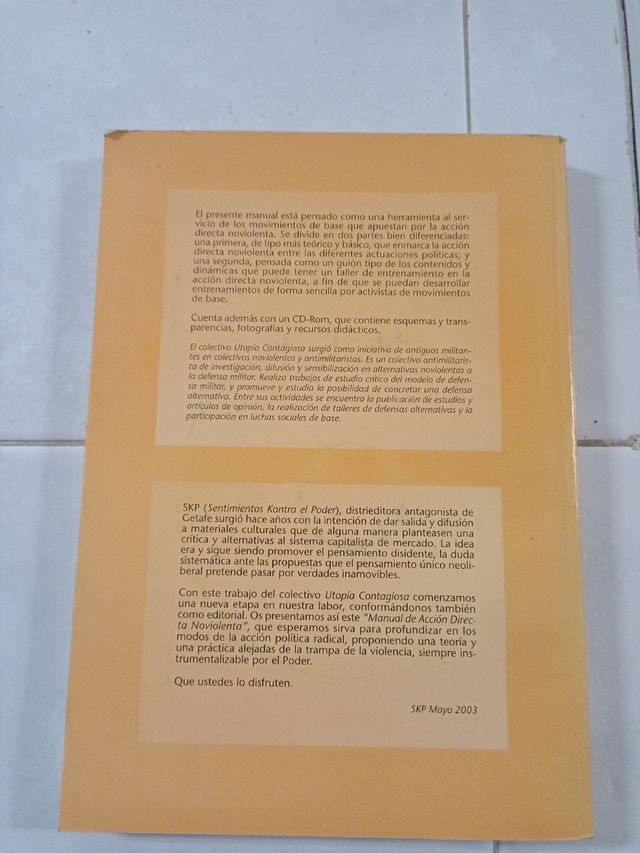 El presente manual está pensado como una herramienta al ser-
vicio de los movimientos de base que apuestan por la acción
directa noviolenta. Se divide en dos partes bien diferenciadas:
una primera, de tipo más teórico y básico, que enmarca la acción
directa noviolenta entre las diferentes actuaciones políticas; y
una segunda, pensada como un guión tipo de los contenidos y
dinámicas que puede tener un taller de entrenamiento en la
acción directa noviolenta, a fin de que se puedan desarrollar
entrenamientos de forma sencilla por activistas de movimientos
de base.
Cuenta además con un CD-Rom, que contiene esquemas y trans-
parencias, fotografías y recursos didácticos.
El colectivo Utopía Contagiosa surgió como iniciativa de antiguos militan-
tes en colectivos noviolentos y antimilitaristas. Es un colectivo antimilitaris-
ta de investigación, difusión y sensibilización en alternativas noviolentas a
la defensa militar. Realiza trabajos de estudio crítico del modelo de defen-
sa militar, y promueve y estudia la posibilidad de concretar una defensa
alternativa. Entre sus actividades se encuentra la publicación de estudios y
artículos de opinión, la realización de talleres de defensas alternativas y la
participación en luchas sociales de base.
SKP (Sentimientos Kontra el Poder), distrieditora antagonista de
Getafe surgió hace años con la intención de dar salida y difusión
a materiales culturales que de alguna manera planteasen una
crítica y alternativas al sistema capitalista de mercado. La idea
era y sigue siendo promover el pensamiento disidente, la duda
sistemática ante las propuestas que el pensamiento único neoli-
beral pretende pasar por verdades inamovibles.
Con este trabajo del colectivo Utopía Contagiosa comenzamos
una nueva etapa en nuestra labor, conformándonos también
como editorial. Os presentamos así este "Manual de Acción Direc-
ta Noviolenta", que esperamos sirva para profundizar en los
modos de la acción política radical, proponiendo una teoría y
una práctica alejadas de la trampa de la violencia, siempre ins-
trumentalizable por el Poder.
Que ustedes lo disfruten.
SKP Mayo 2003